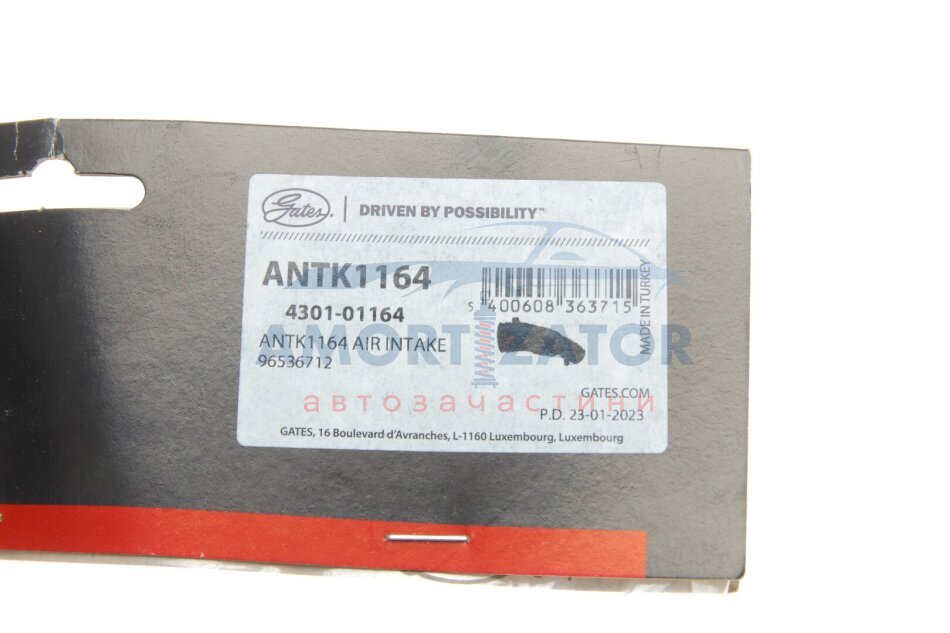 Gates. | DRIVEN BY POSSIBILITY™
ANTK1164
4301-01164
5 400608 363715
MADE IN TURKEY
ANTK1164 AIR INTAKE
96536712
AMORTIZATOR
автозачастини
GATES.COM
P.D. 23-01-2023
GATES, 16 Boulevard d'Avranches, L-1160 Luxembourg, Luxembourg